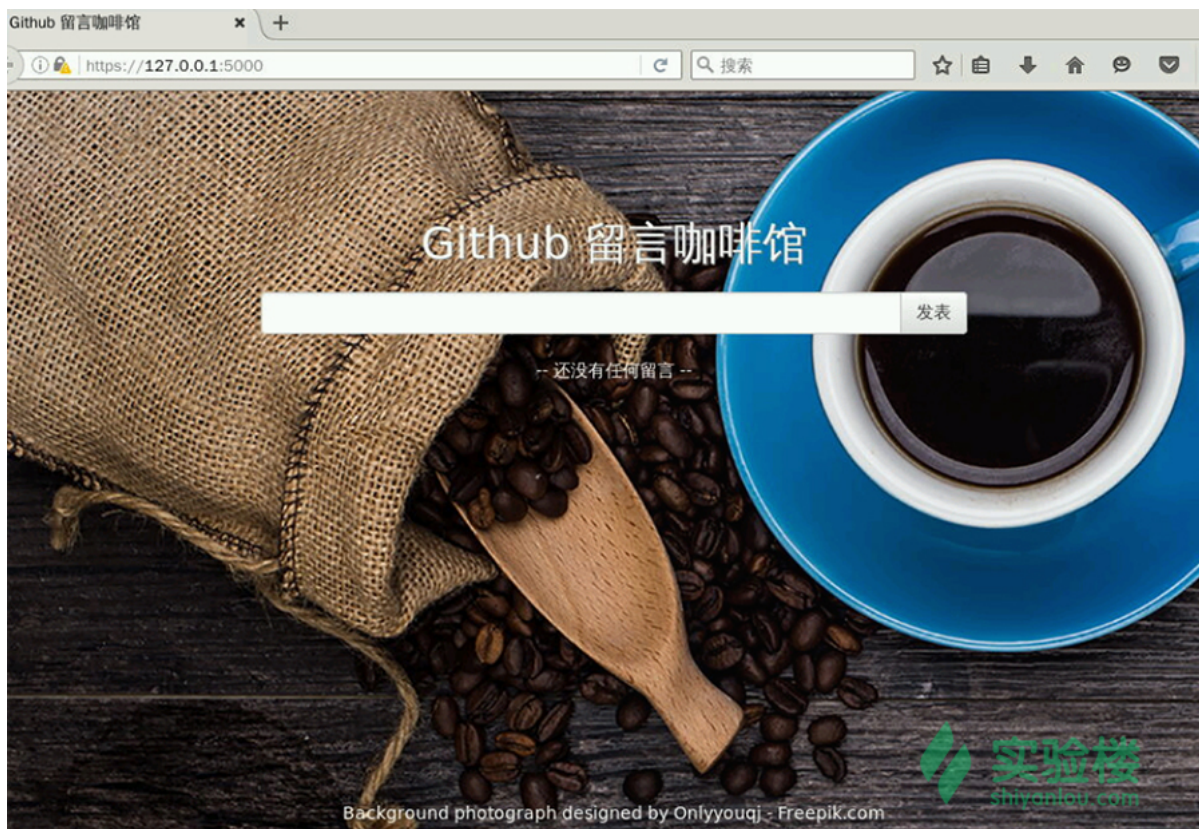 Github 留言咖啡馆
https://127.0.0.1:5000
搜索
Github 留言咖啡馆
发表
-- 还没有任何留言 --
实验楼
shiyanlou.com
Background photograph designed by Onlyyouqj - Freepik.com